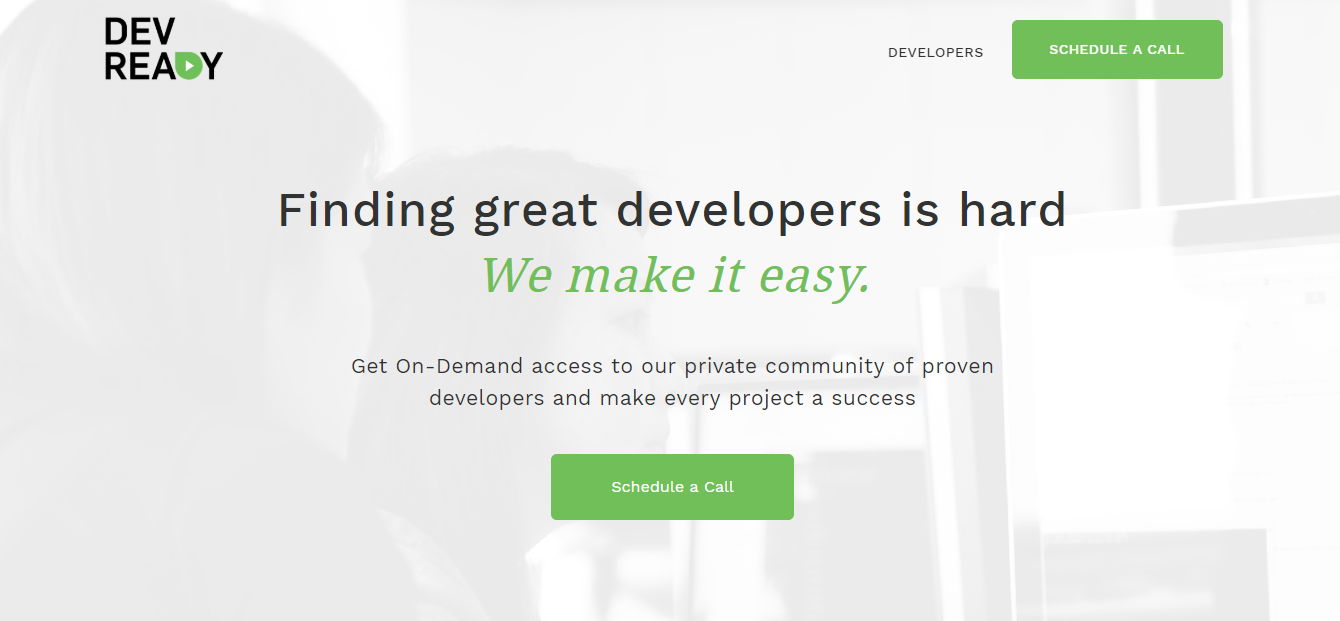 DEV
READY
DEVELOPERS
SCHEDULE A CALL
Finding great developers is hard
We make it easy.
Get On-Demand access to our private community of proven
developers and make every project a success
Schedule a Call